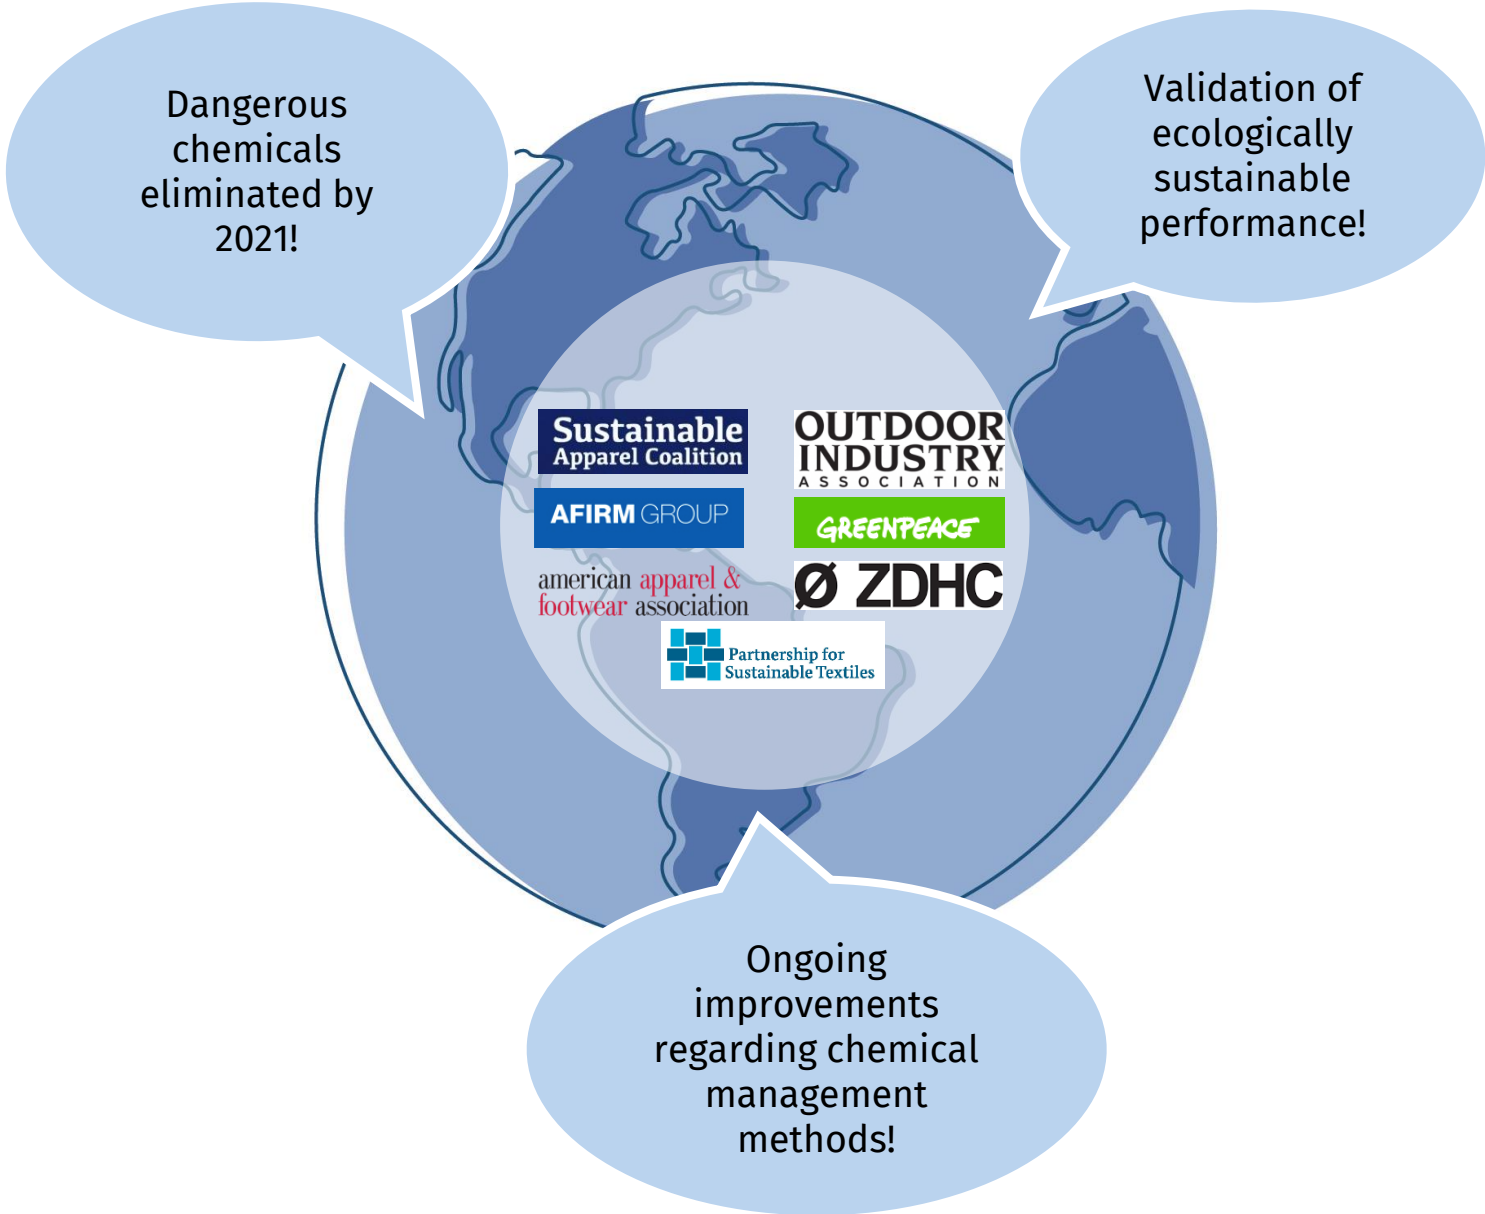 Dangerous
chemicals
eliminated by
2021!
Validation of
ecologically
sustainable
performance!
Sustainable
Apparel Coalition
OUTDOOR
INDUSTRY®
ASSOCIATION
AFIRM GROUP
GREENPEACE
american apparel &
footwear association
Ø ZDHC
Partnership for
Sustainable Textiles
Ongoing
improvements
regarding chemical
management
methods!